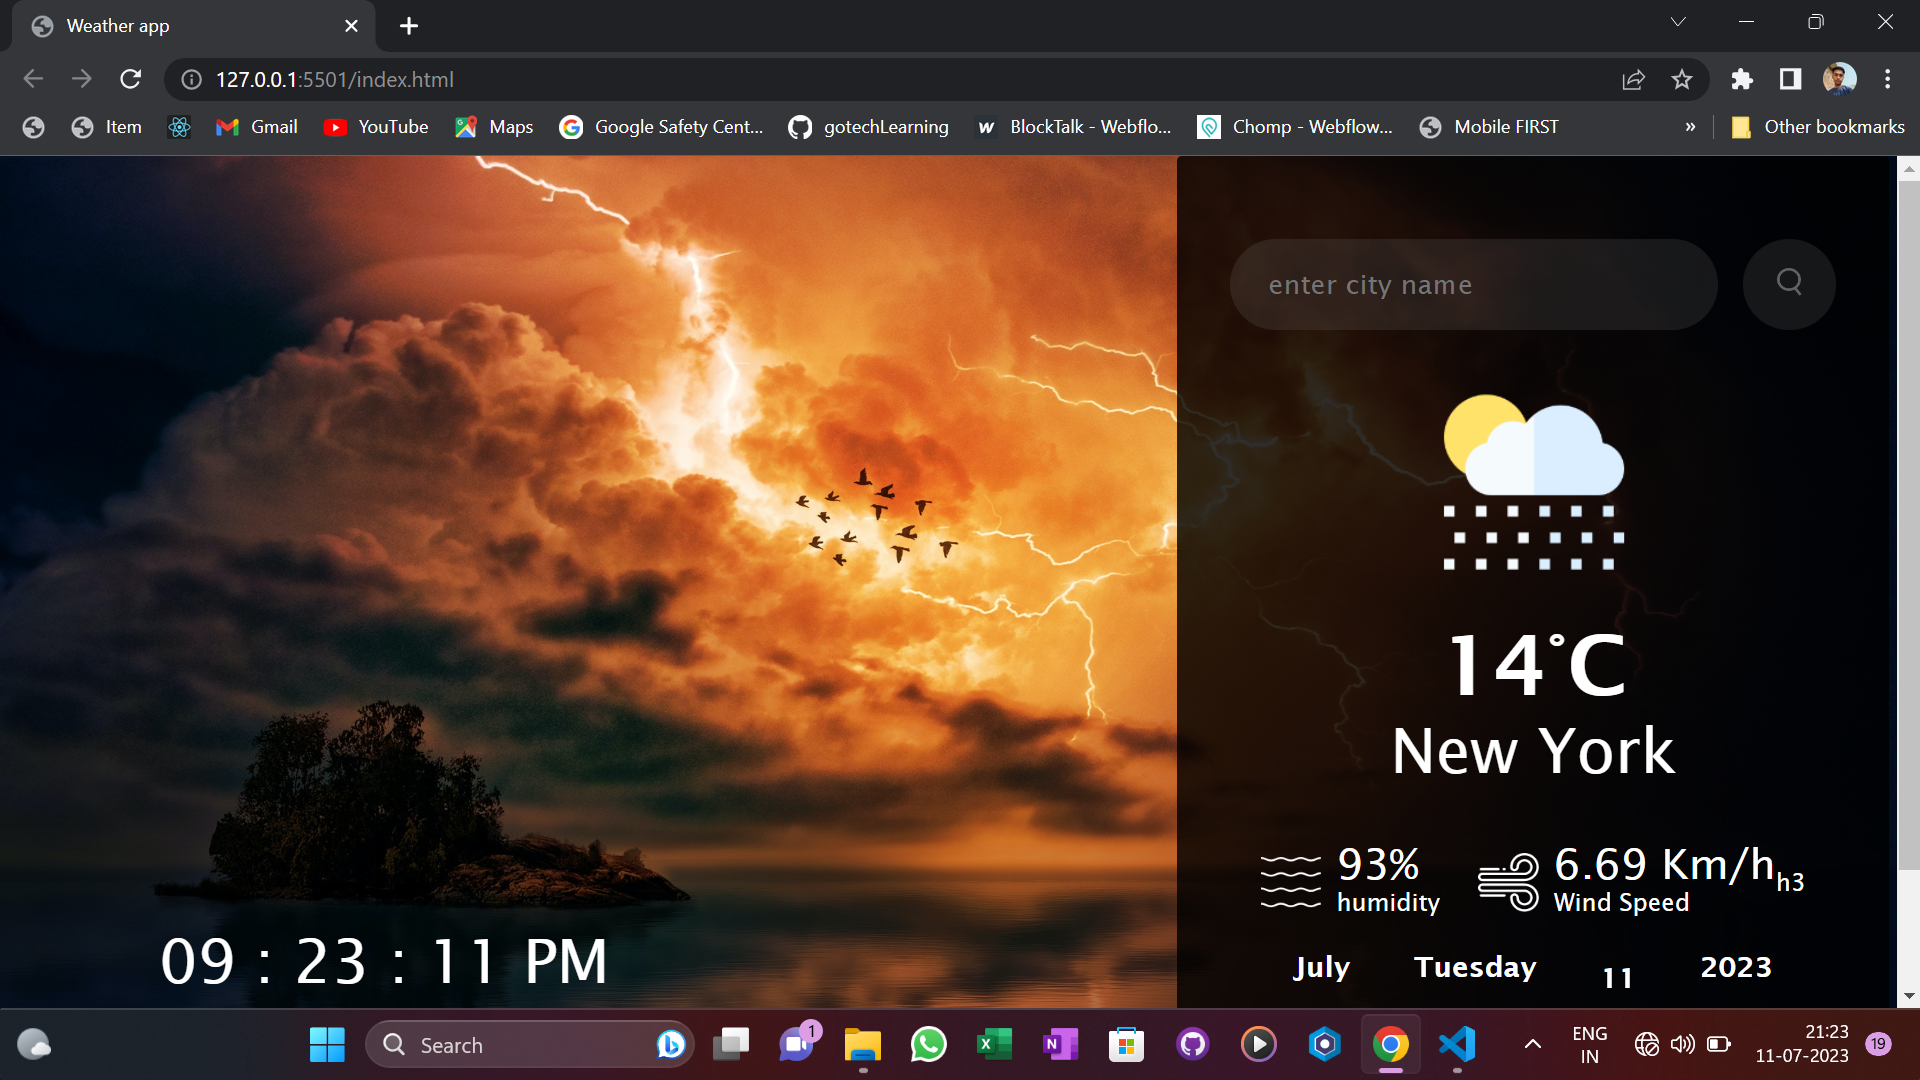 Weather app
127.0.0.1:5501/index.html
Item
Gmail
YouTube
Maps
Google Safety Cent...
gotechLearning
W
BlockTalk - Webflo...
Chomp - Webflow...
Mobile FIRST
»
Other bookmarks
enter city name
14°C
New York
93%
humidity
6.69 Km/h h3
Wind Speed
July Tuesday 11 2023
09 : 23 : 11 PM
Search
1
X
N
ENG
IN
21:23
11-07-2023
19